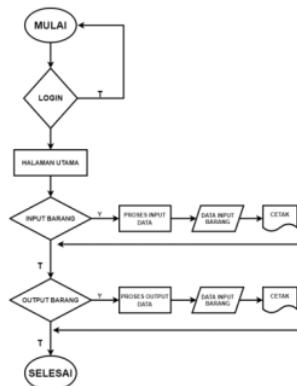 MULAI
LOGIN
T
HALAMAN UTAMA
INPUT BARANG
Y
PROSES INPUT
DATA
DATA INPUT
BARANG
CETAK
T
OUTPUT BARANG
Y
PROSES OUTPUT
DATA
DATA INPUT
BARANG
CETAK
T
SELESAI